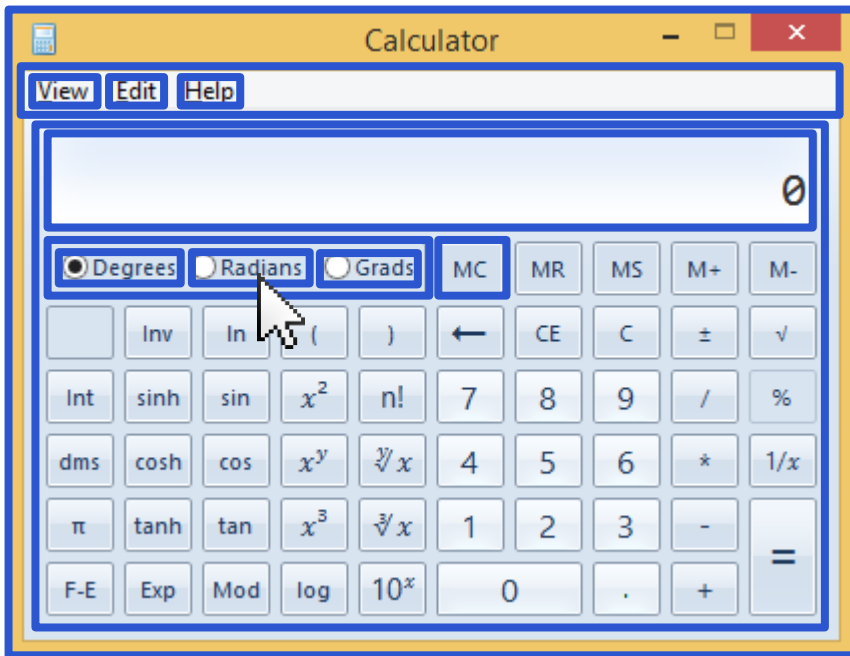 Calculator
View Edit Help
0
Degrees Radians Grads MC MR MS M+ M-
Inv In ( ) ← CE C ± √
Int sinh sin x² n! 7 8 9 / %
dms cosh cos xʸ ʸ√x 4 5 6 * 1/x
π tanh tan x³ ³√x 1 2 3 - =
F-E Exp Mod log 10ˣ 0 . +